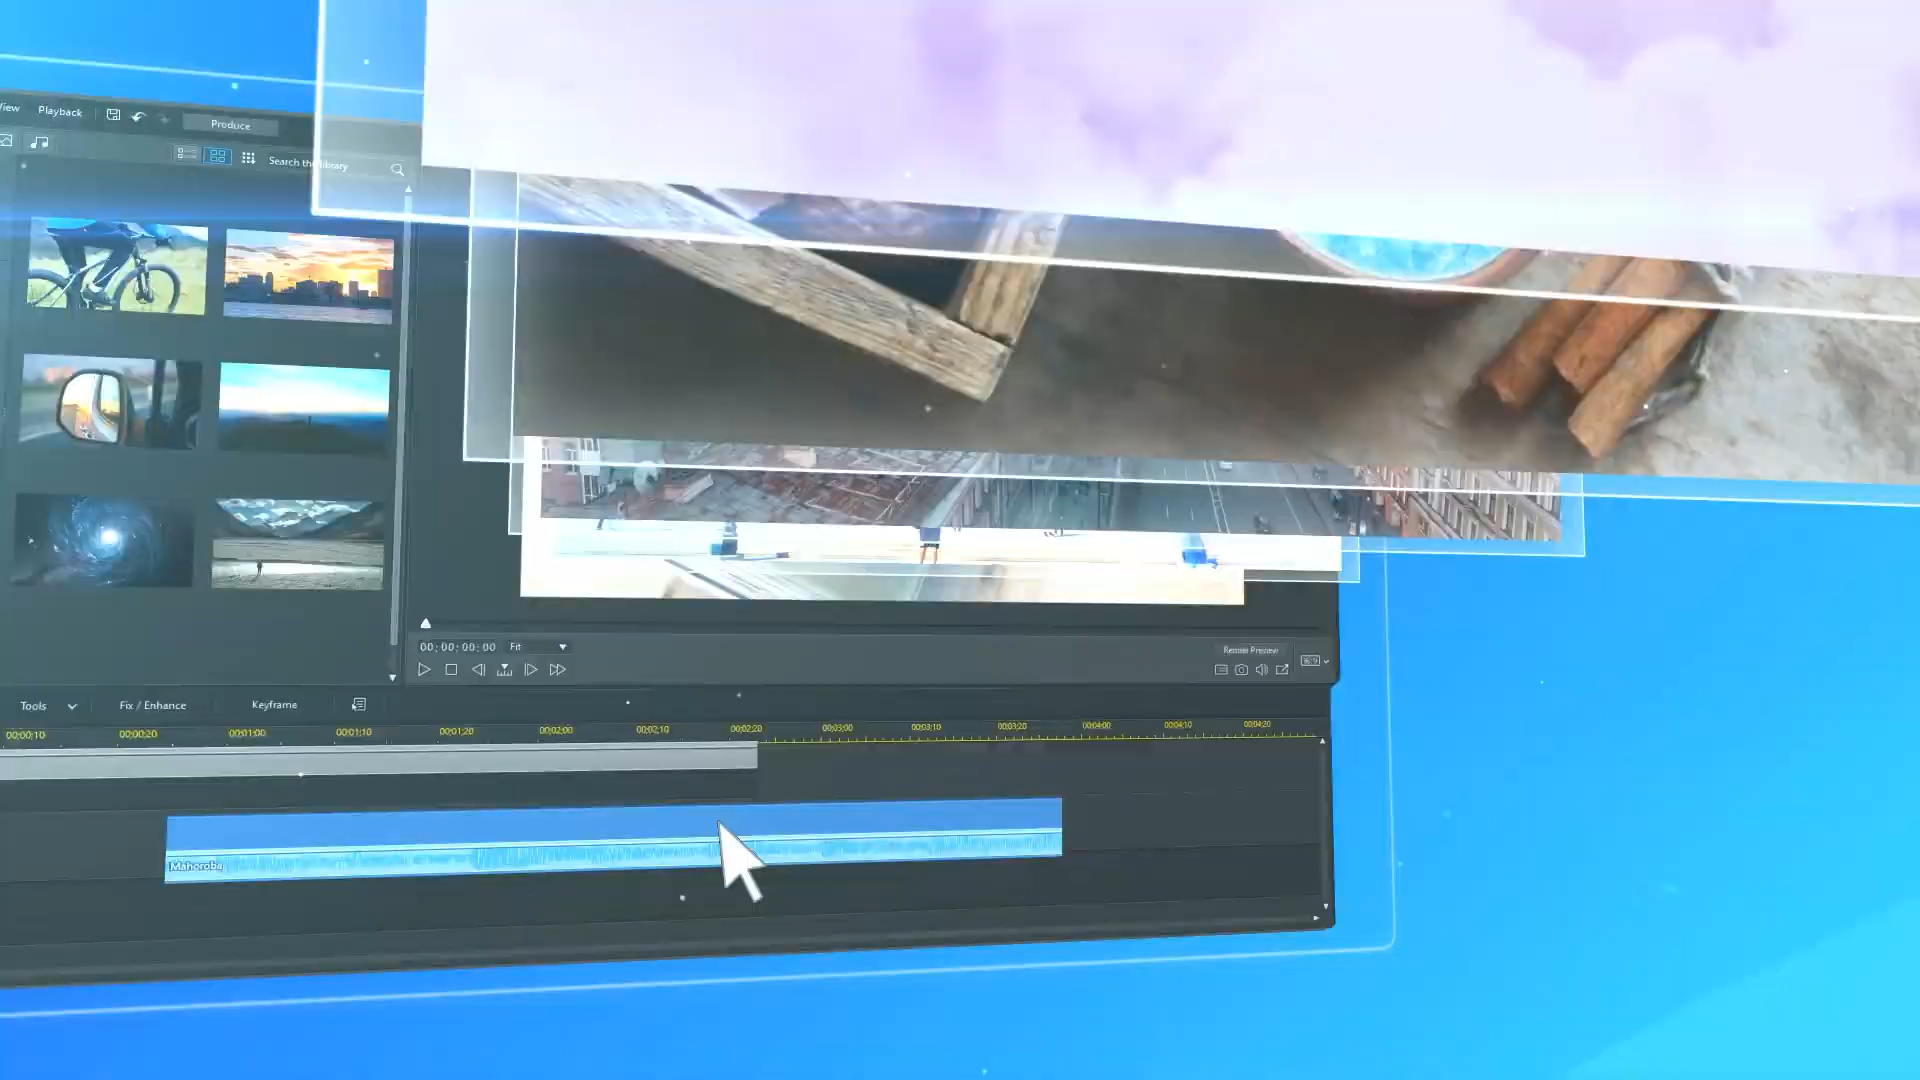 View
Playback
Produce
Search the library
00;00;00;00
Fit
Render Preview
16:9
Tools
Fix / Enhance
Keyframe
00;00;10
00;00;20
00;01;00
00;01;10
00;01;20
00;02;00
00;02;10
00;02;20
00;03;00
00;03;10
00;03;20
00;04;00
00;04;10
00;04;20
Mahoroba